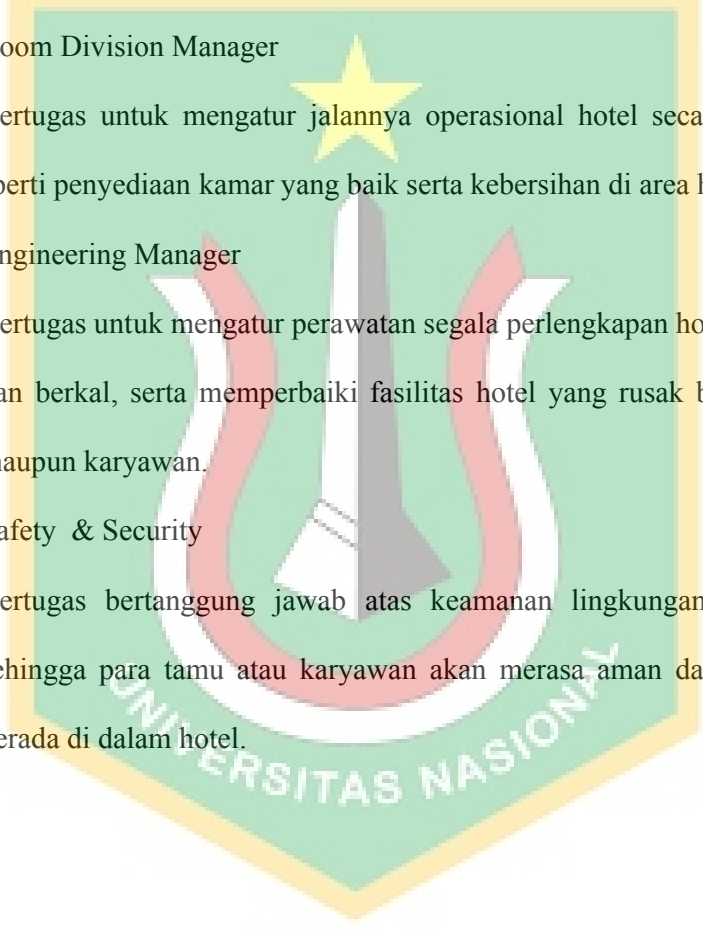 oom Division Manager
ertugas untuk mengatur jalannya operasional hotel seca
perti penyediaan kamar yang baik serta kebersihan di area h
ngineering Manager
ertugas untuk mengatur perawatan segala perlengkapan ho
an berkal, serta memperbaiki fasilitas hotel yang rusak b
aupun karyawan.
afety & Security
ertugas bertanggung jawab atas keamanan lingkungan
ehingga para tamu atau karyawan akan merasa aman da
erada di dalam hotel.
UNIVERSITAS NASIONAL